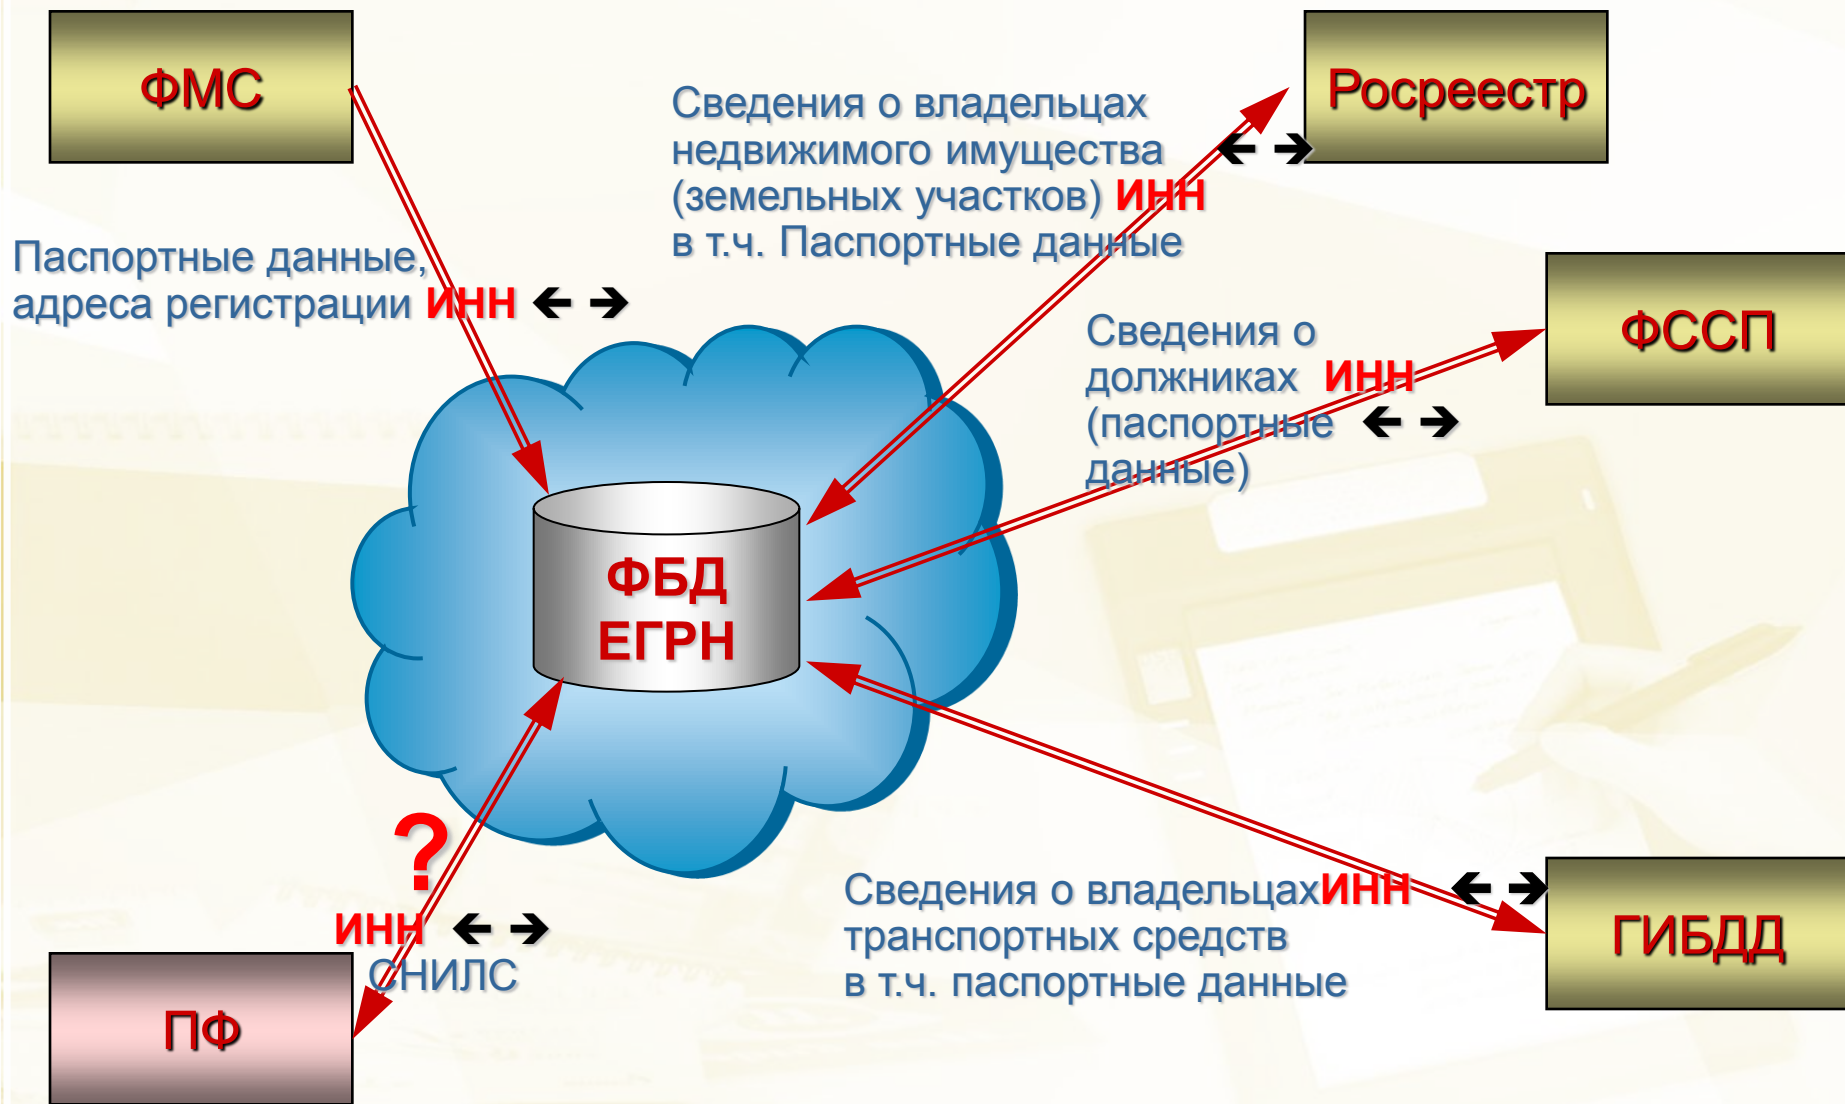 ФМС
Росреестр
Сведения о владельцах
недвижимого имущества
(земельных участков) ИНН
в т.ч. Паспортные данные
Паспортные данные,
адреса регистрации ИНН
ФССП
Сведения о
должниках ИНН
(паспортные
данные)
ФБД
ЕГРН
?
ИНН
СНИЛС
ПФ
Сведения о владельцахИНН
транспортных средств
в т.ч. паспортные данные
ГИБДД